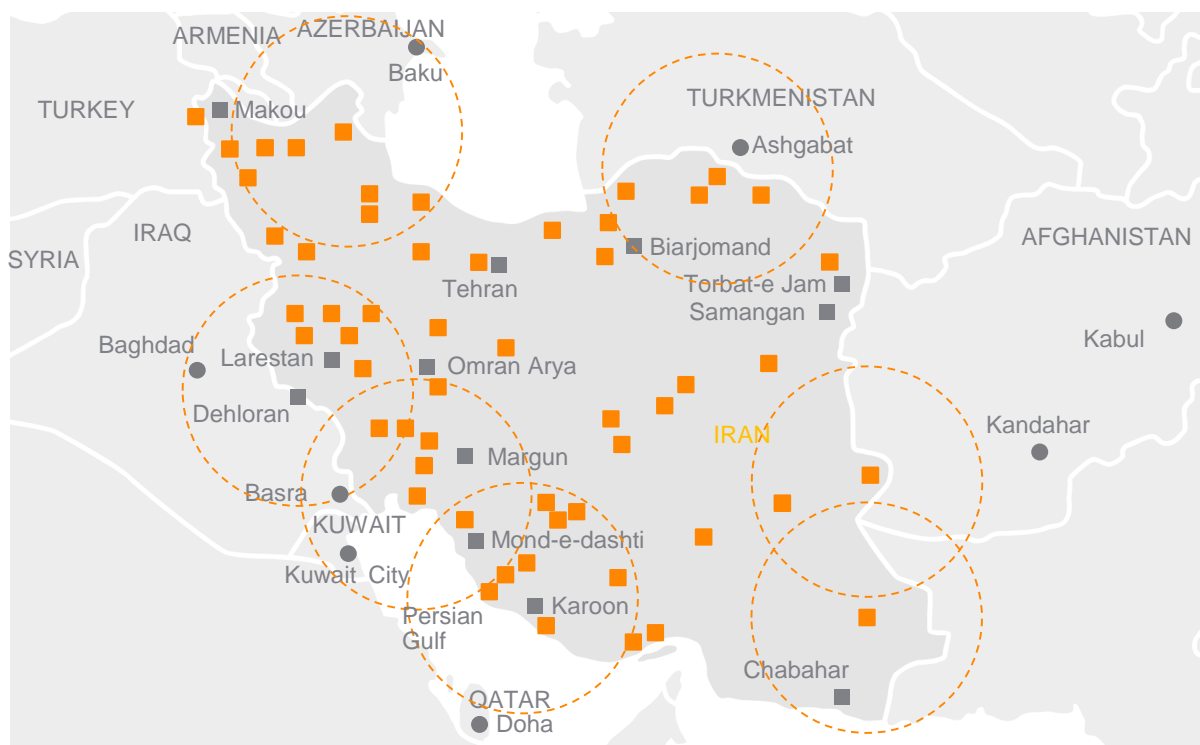 AZERBAIJAN
ARMENIA
Baku
TURKEY
Makou
TURKMENISTAN
Ashgabat
IRAQ
SYRIA
Biarjomand
AFGHANISTAN
Tehran
Torbat-e Jam
Samangan
Kabul
Baghdad
Larestan
Omran Arya
Dehloran
IRAN
Kandahar
Margun
Basra
KUWAIT
Mond-e-dashti
Kuwait City
Karoon
Persian
Gulf
Chabahar
QATAR
Doha